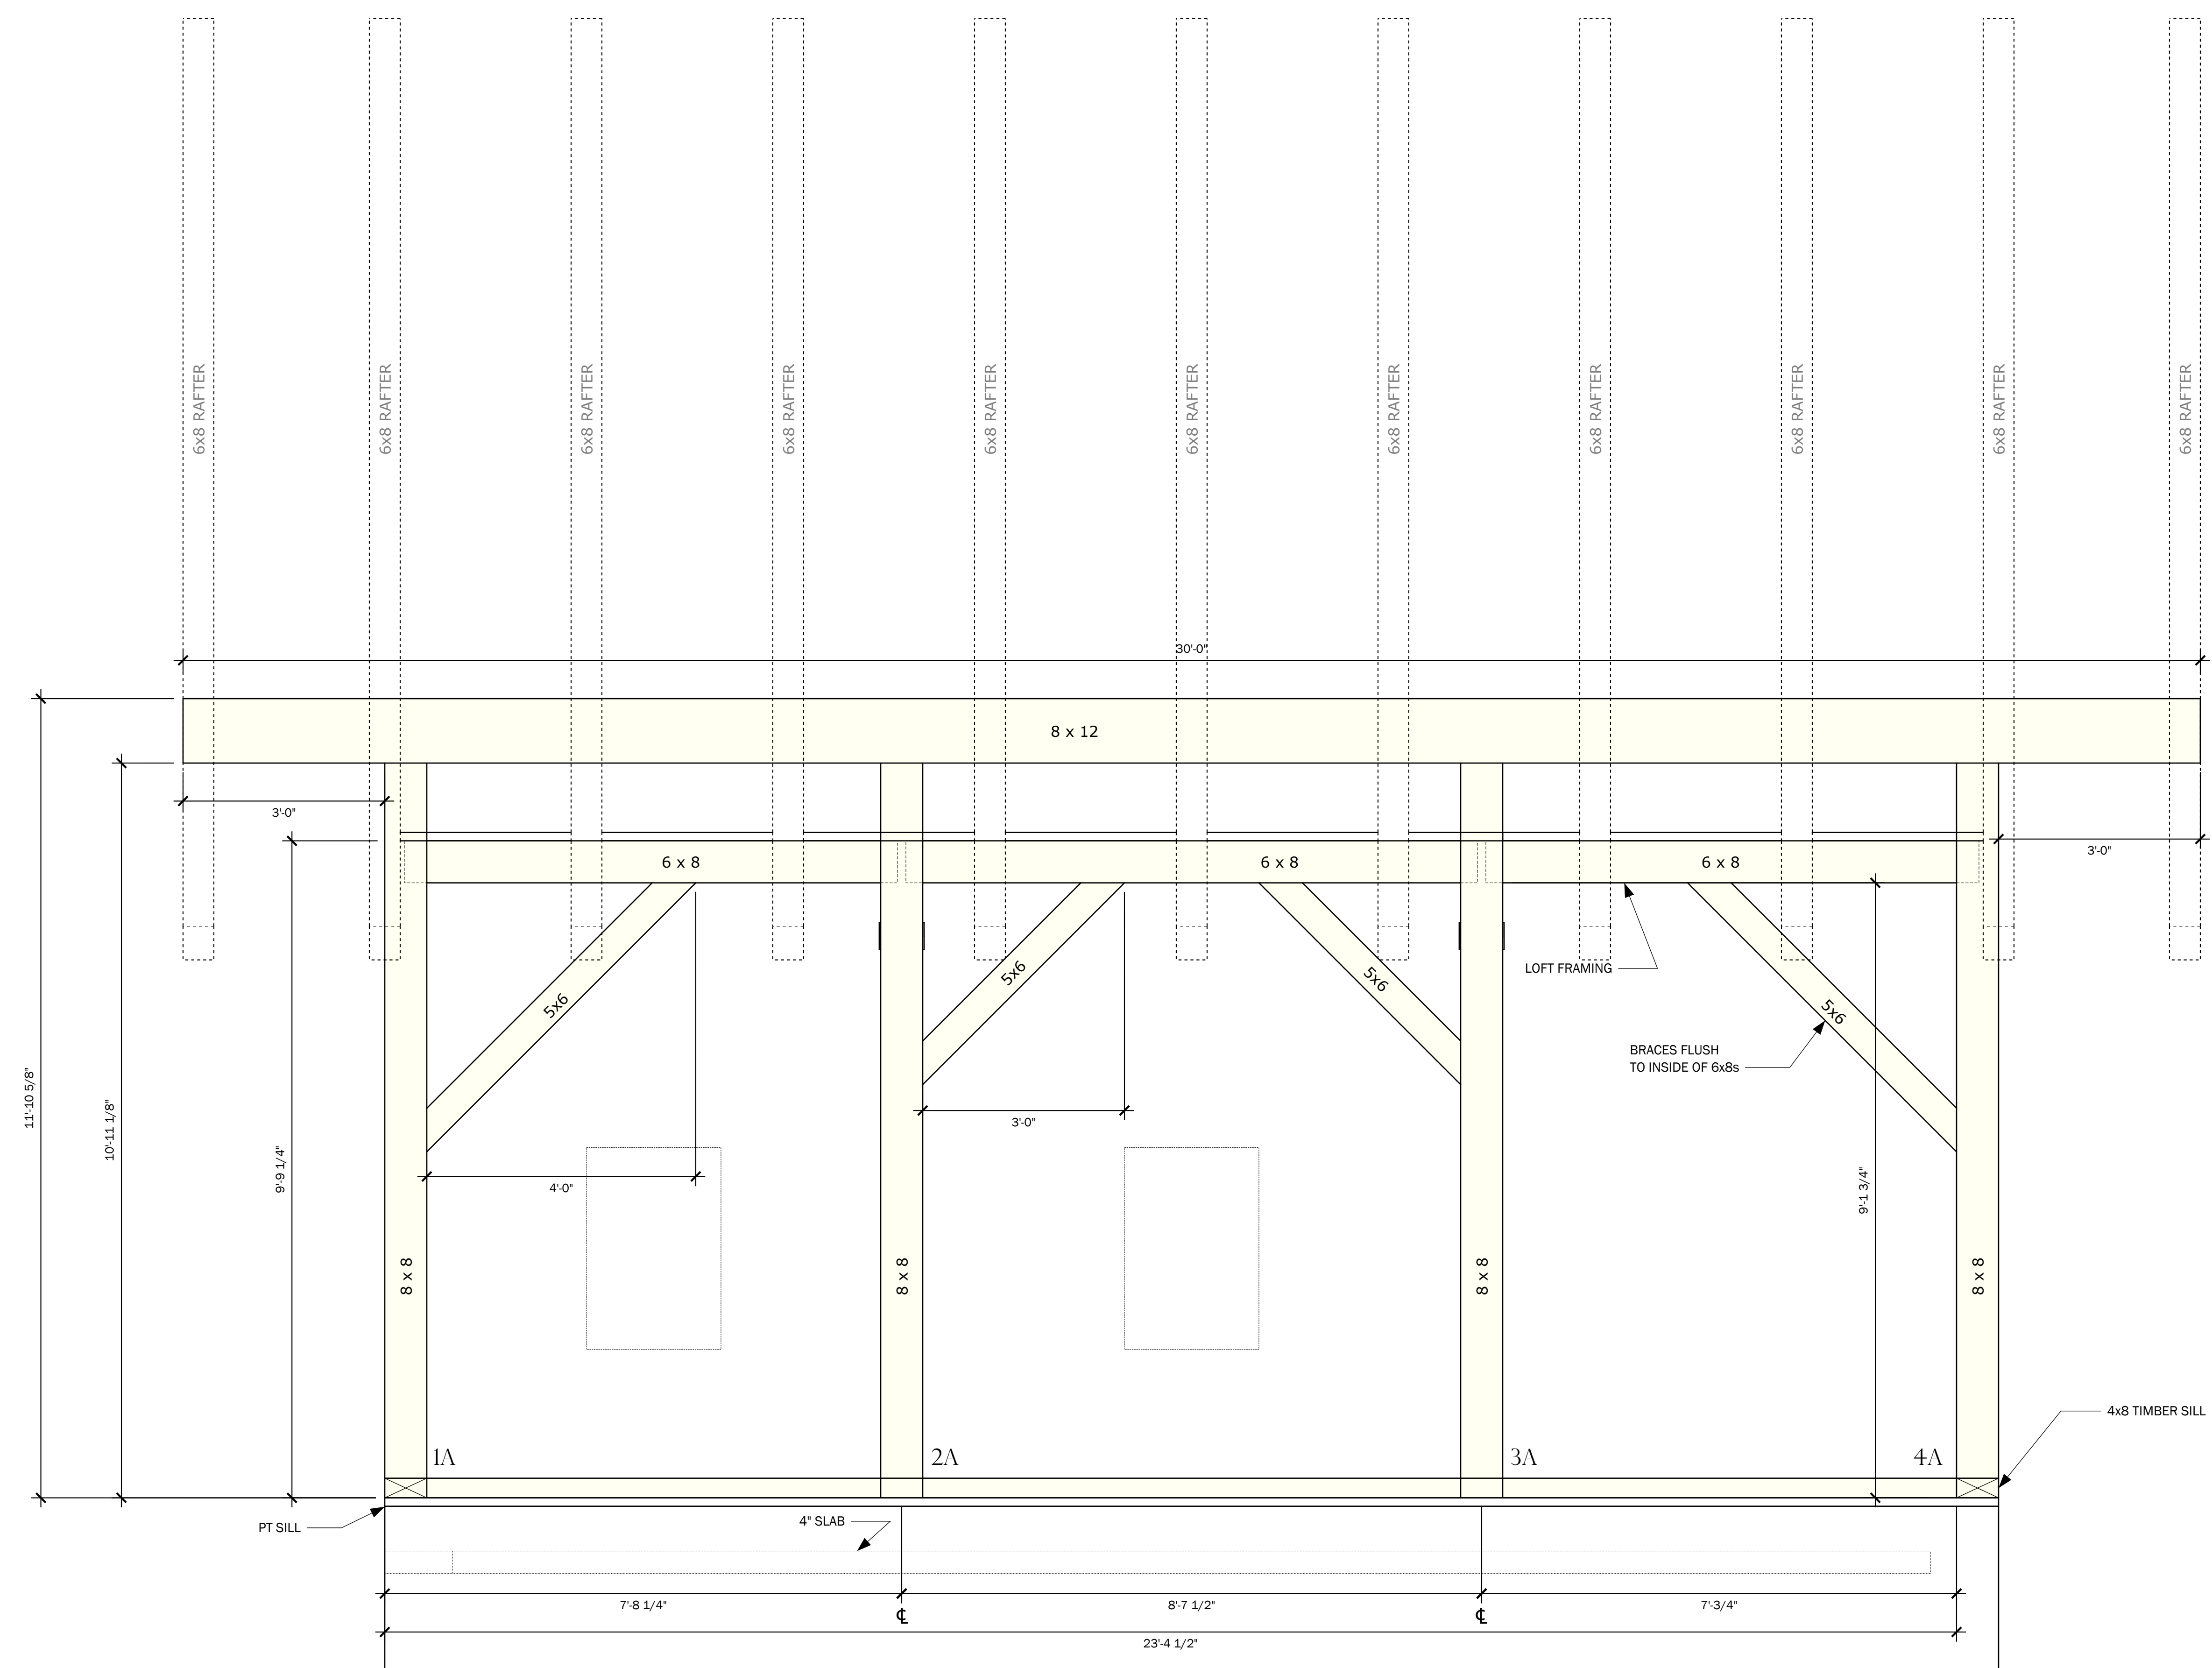 6x8 RAFTER
6x8 RAFTER
6x8 RAFTER
6x8 RAFTER
6x8 RAFTER
6x8 RAFTER
6x8 RAFTER
6x8 RAFTER
6x8 RAFTER
6x8 RAFTER
6x8 RAFTER
30'-0"
8 x 12
3'-0"
3'-0"
6 x 8
6 x 8
6 x 8
5x6
5x6
5x6
5x6
LOFT FRAMING
BRACES FLUSH
TO INSIDE OF 6x8s
11'-10 5/8"
10'-11 1/8"
9'-9 1/4"
4'-0"
3'-0"
9'-1 3/4"
8 x 8
8 x 8
8 x 8
8 x 8
4x8 TIMBER SILL
1A
2A
3A
4A
PT SILL
4" SLAB
7'-8 1/4"
8'-7 1/2"
7'-3/4"
℄
℄
23'-4 1/2"